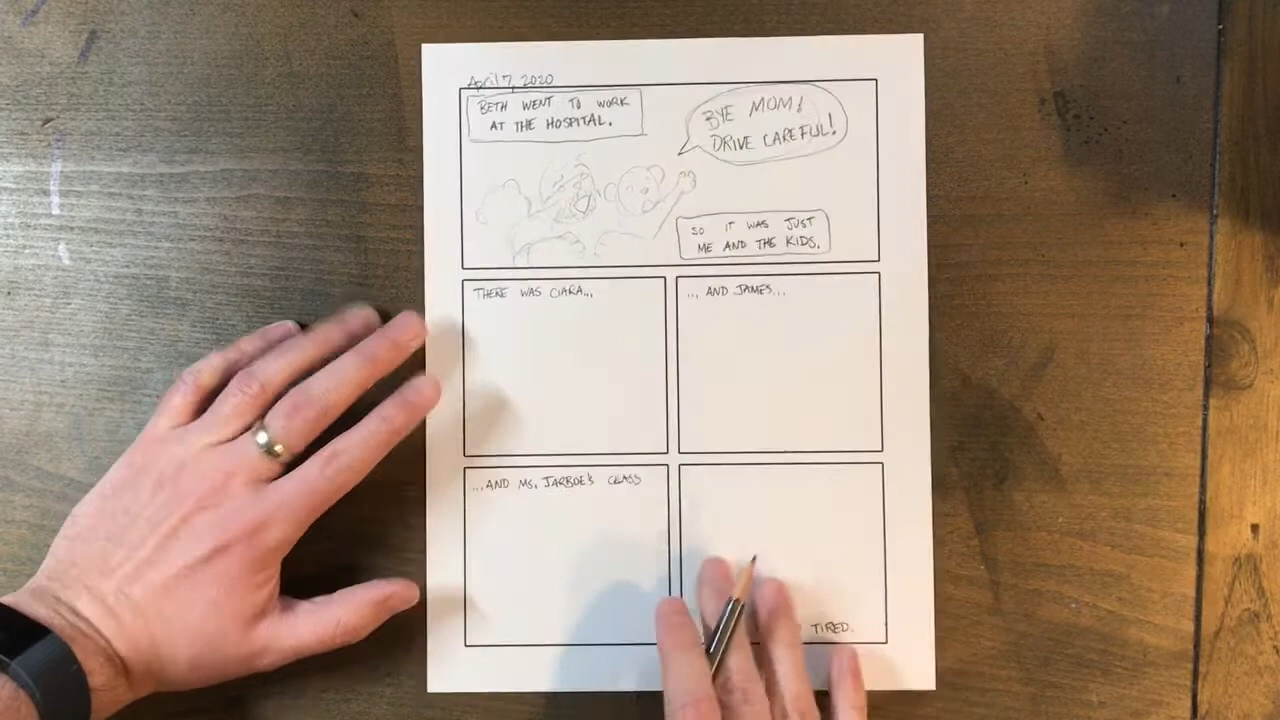 April 7, 2020
BETH WENT TO WORK
AT THE HOSPITAL.
BYE MOM!
DRIVE CAREFUL!
SO IT WAS JUST
ME AND THE KIDS.
THERE WAS CIARA...
... AND JAMES...
...AND MS. JARBOE'S CLASS
TIRED.